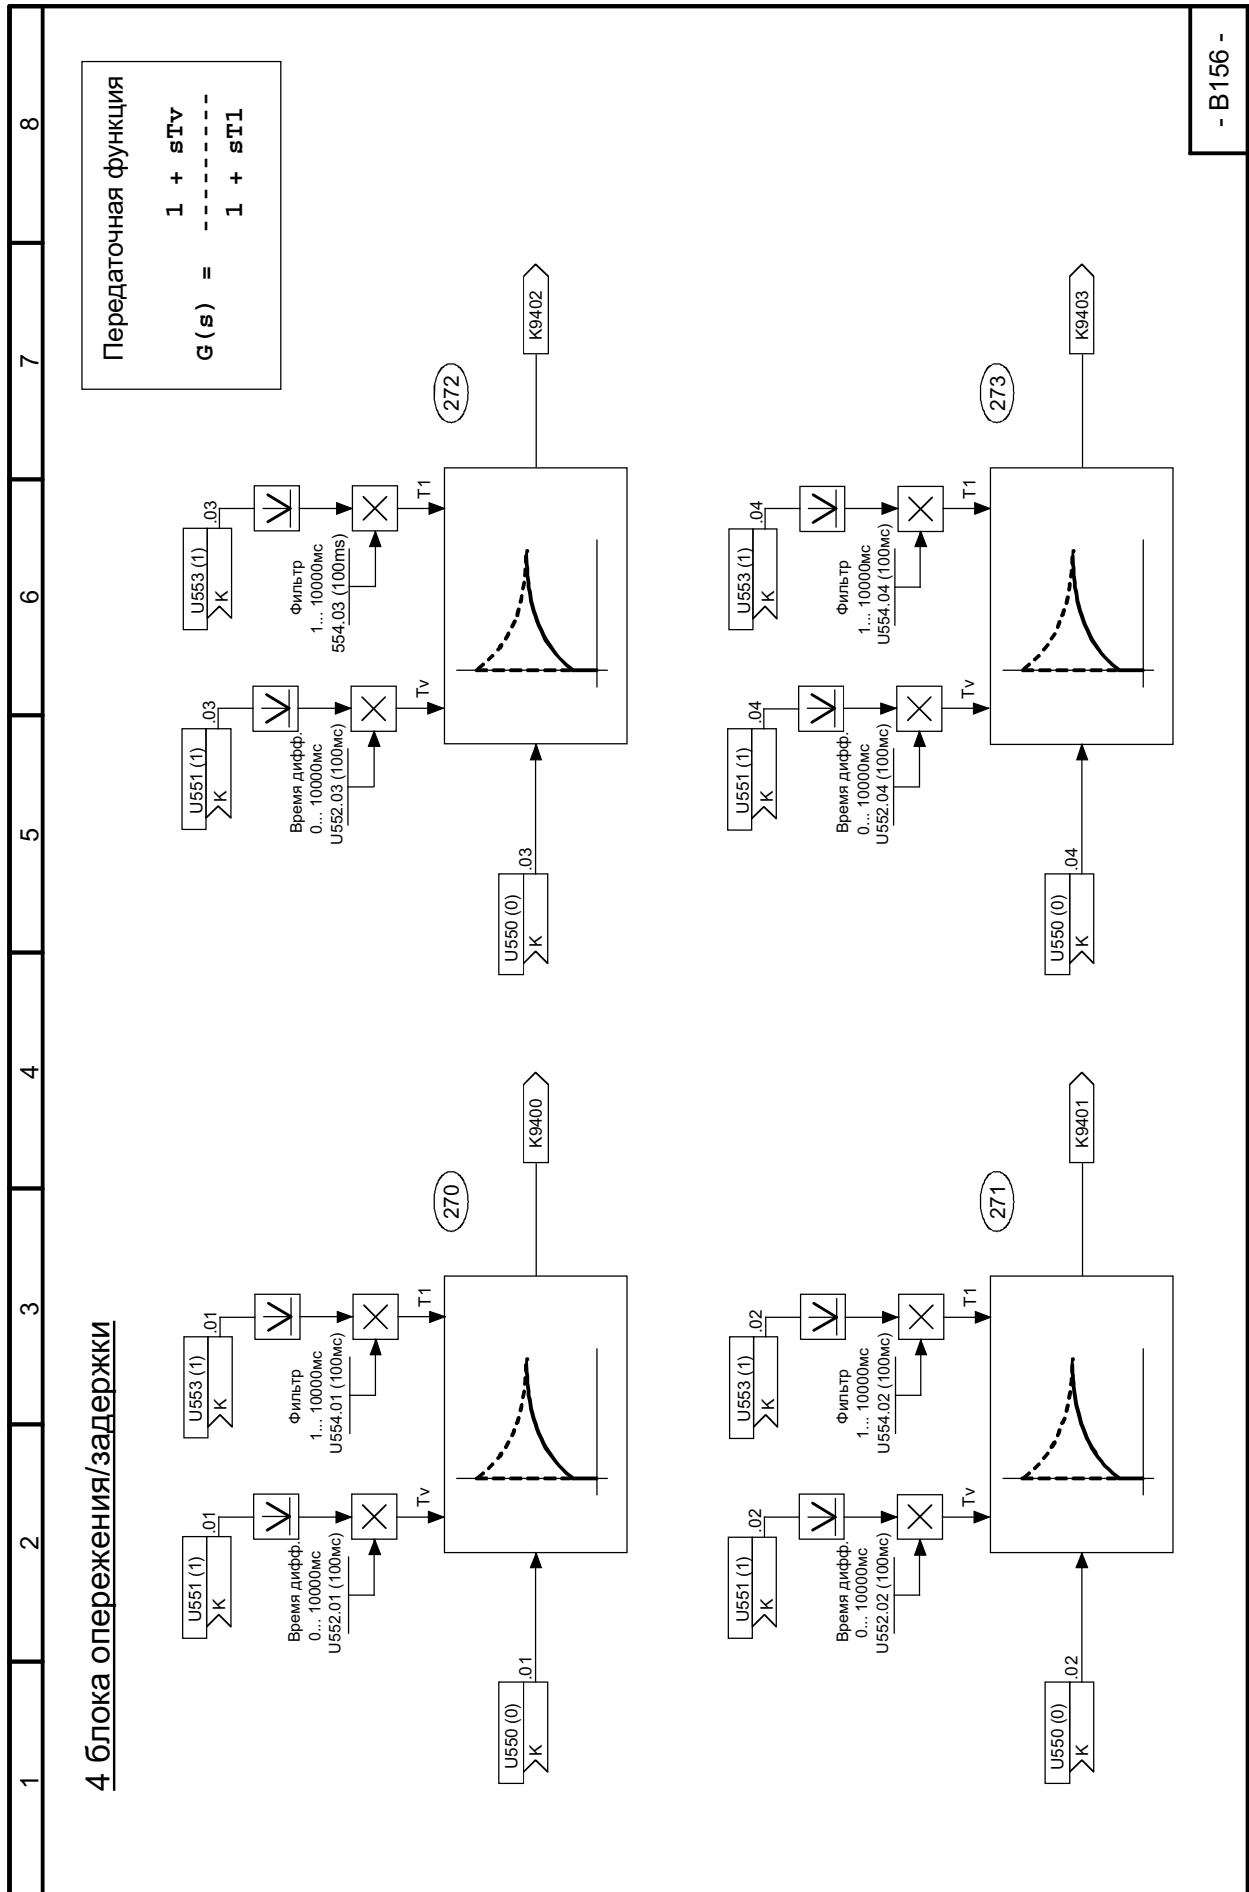 1 2 3 4 5 6 7 8
4 блока опережения/задержки
Передаточная функция
1 + sTv
G(s) = ----------
1 + sT1
U551 (1)
K
.01
U553 (1)
K
.01
Время дифф.
0... 10000мс
U552.01 (100мс)
Фильтр
1... 10000мс
U554.01 (100мс)
Tv
T1
270
U550 (0)
K
.01
K9400
U551 (1)
K
.03
U553 (1)
K
.03
Время дифф.
0... 10000мс
U552.03 (100мс)
Фильтр
1... 10000мс
554.03 (100ms)
Tv
T1
272
U550 (0)
K
.03
K9402
U551 (1)
K
.02
U553 (1)
K
.02
Время дифф.
0... 10000мс
U552.02 (100мс)
Фильтр
1... 10000мс
U554.02 (100мс)
Tv
T1
271
U550 (0)
K
.02
K9401
U551 (1)
K
.04
U553 (1)
K
.04
Время дифф.
0... 10000мс
U552.04 (100мс)
Фильтр
1... 10000мс
U554.04 (100мс)
Tv
T1
273
U550 (0)
K
.04
K9403
- B156 -